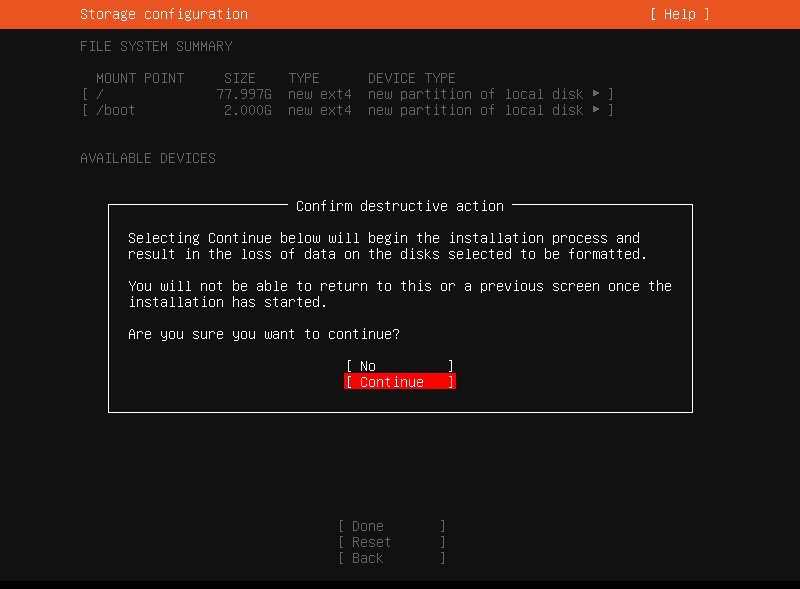 Storage configuration [ Help ]
FILE SYSTEM SUMMARY
MOUNT POINT SIZE TYPE DEVICE TYPE
[ / 77.997G new ext4 new partition of local disk ▸ ]
[ /boot 2.000G new ext4 new partition of local disk ▸ ]
AVAILABLE DEVICES
Confirm destructive action
Selecting Continue below will begin the installation process and
result in the loss of data on the disks selected to be formatted.
You will not be able to return to this or a previous screen once the
installation has started.
Are you sure you want to continue?
[ No ]
[ Continue ]
[ Done ]
[ Reset ]
[ Back ]